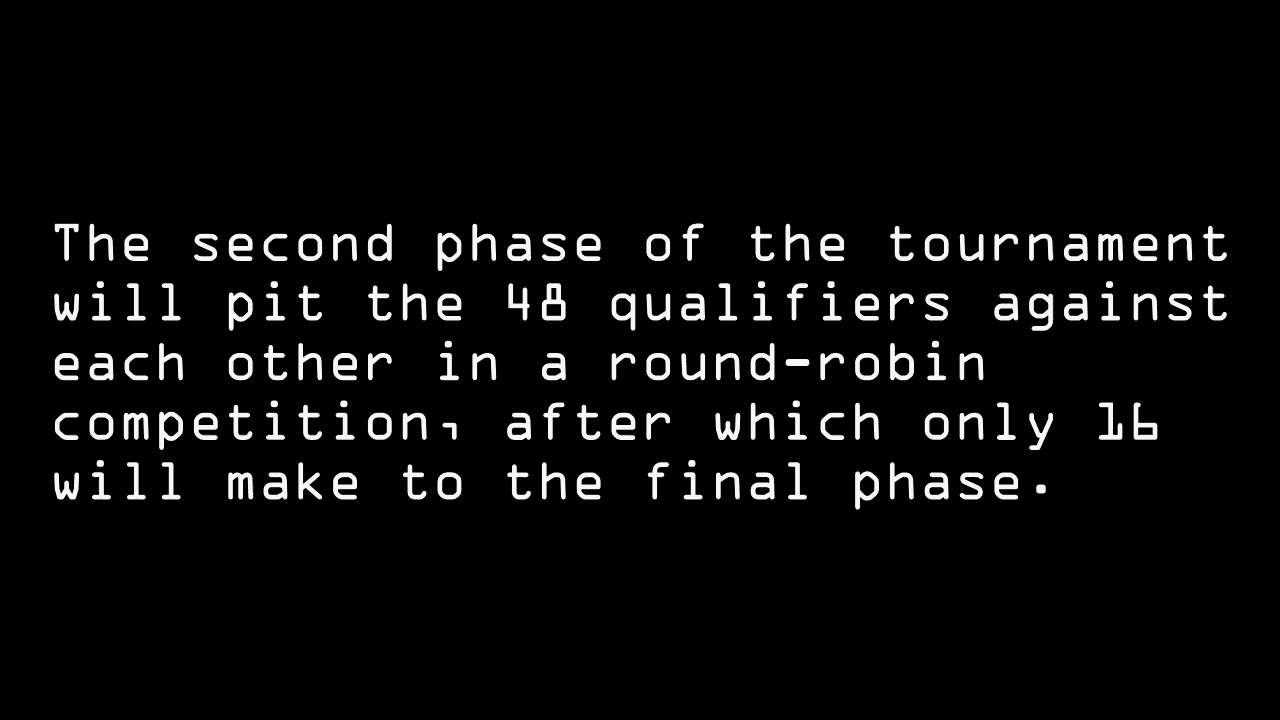 The second phase of the tournament
will pit the 48 qualifiers against
each other in a round-robin
competition, after which only 16
will make to the final phase.